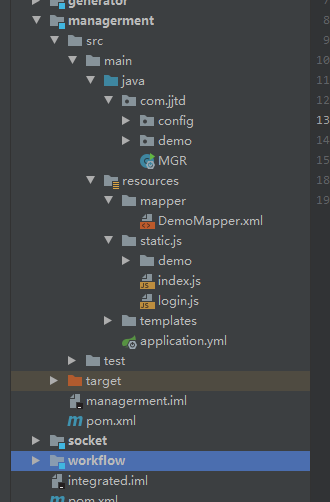 generator
managerment
src
main
java
com.jjtd
config
demo
MGR
resources
mapper
DemoMapper.xml
static.js
demo
index.js
login.js
templates
application.yml
test
target
managerment.iml
pom.xml
socket
workflow
integrated.iml
pom.xml
8
9
10
11
12
13
14
15
18
19